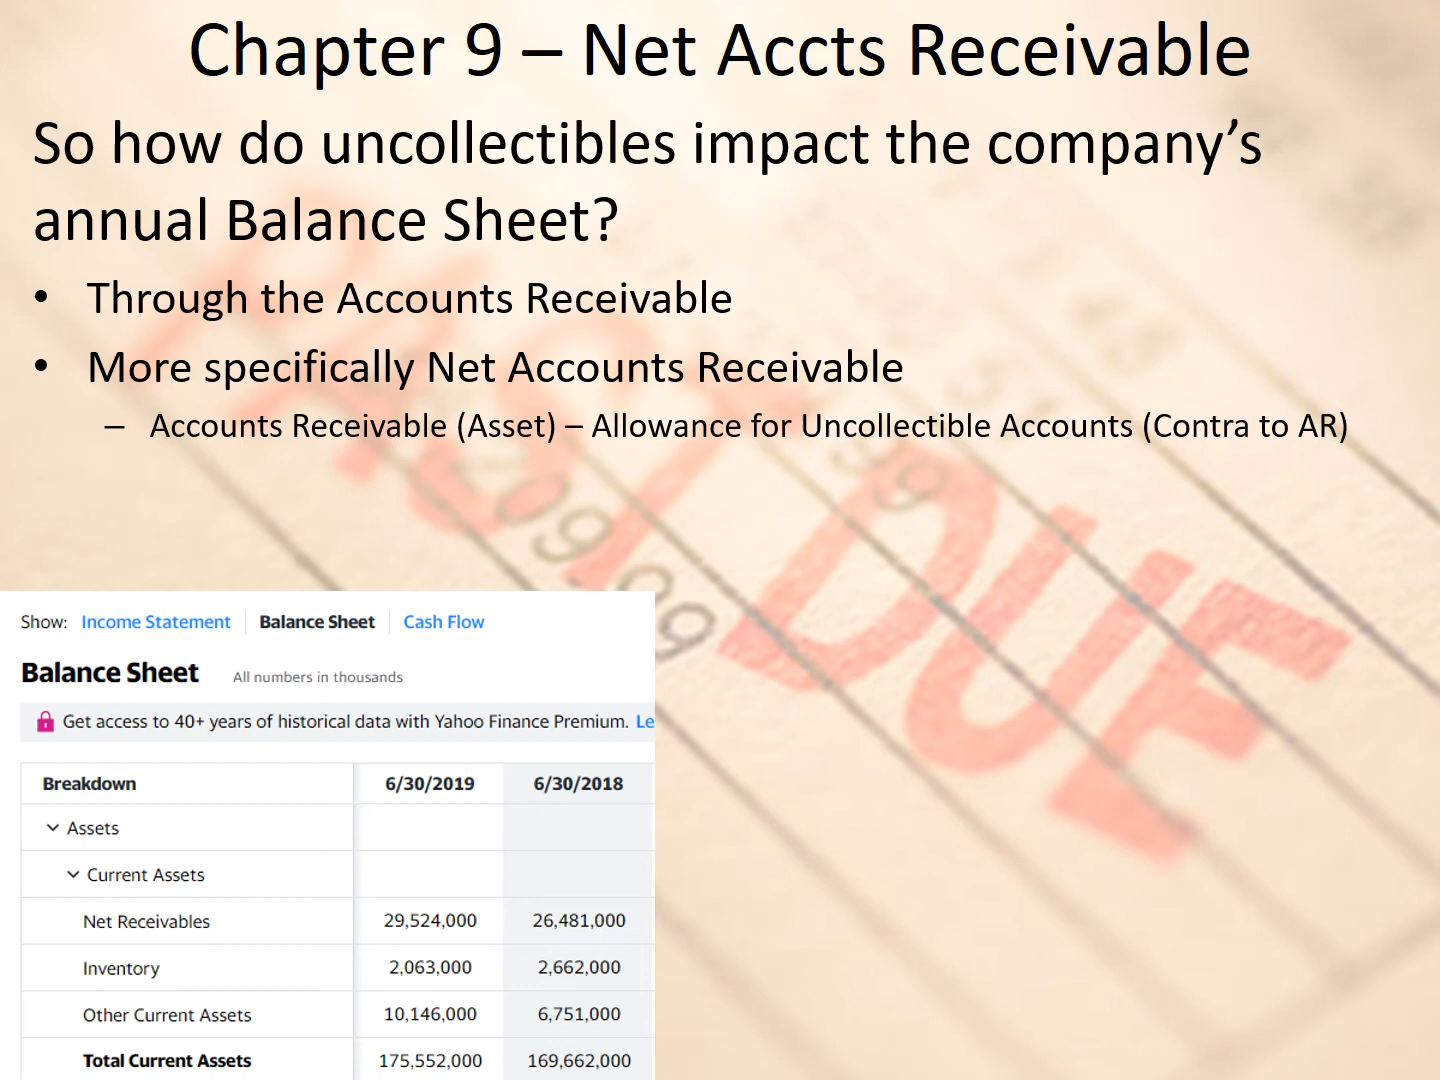 Chapter 9 – Net Accts Receivable
So how do uncollectibles impact the company’s
annual Balance Sheet?
• Through the Accounts Receivable
• More specifically Net Accounts Receivable
– Accounts Receivable (Asset) – Allowance for Uncollectible Accounts (Contra to AR)
PAST DUE
Show: Income Statement Balance Sheet Cash Flow
Balance Sheet All numbers in thousands
Get access to 40+ years of historical data with Yahoo Finance Premium. Le
Breakdown 6/30/2019 6/30/2018
Assets
Current Assets
Net Receivables 29,524,000 26,481,000
Inventory 2,063,000 2,662,000
Other Current Assets 10,146,000 6,751,000
Total Current Assets 175,552,000 169,662,000